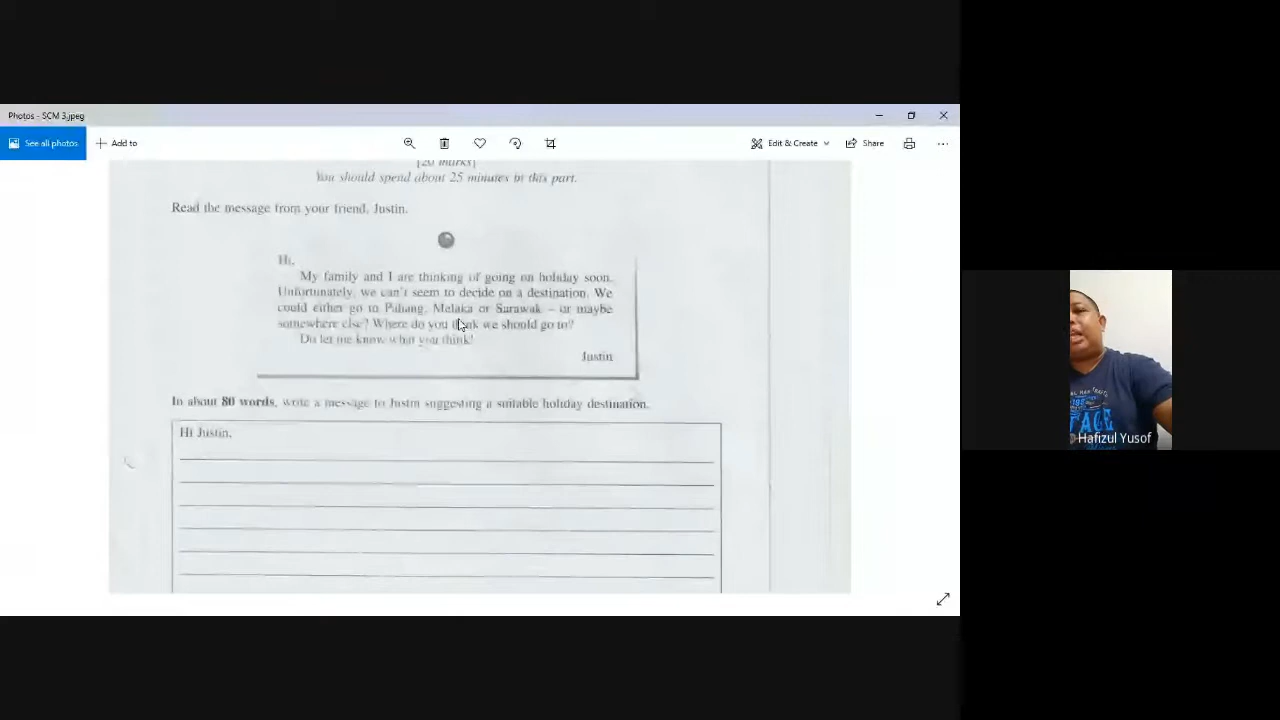 Photos - SCM 3.jpeg
See all photos
Add to
Edit & Create
Share
[20 marks]
You should spend about 25 minutes in this part.
Read the message from your friend, Justin.
Hi,
My family and I are thinking of going on holiday soon.
Unfortunately, we can't seem to decide on a destination. We
could either go to Pahang, Melaka or Sarawak – or maybe
somewhere else? Where do you think we should go to?
Do let me know what you think!
Justin
In about 80 words, write a message to Justin suggesting a suitable holiday destination.
Hi Justin,
Hafizul Yusof